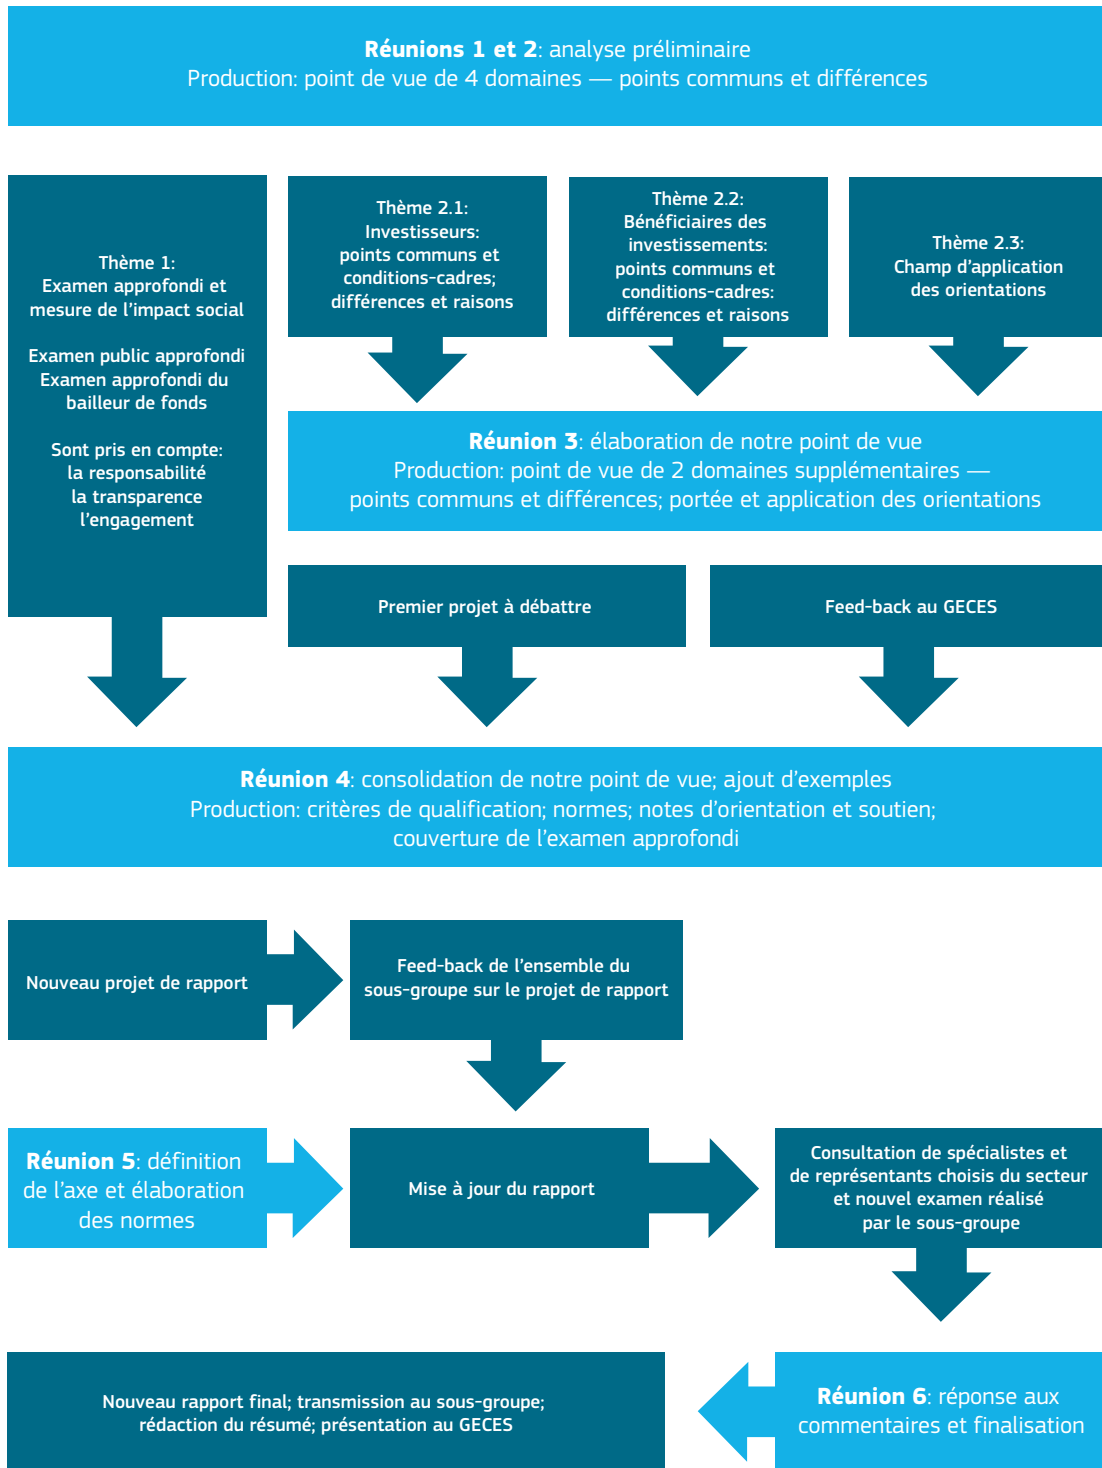 Réunions 1 et 2: analyse préliminaire
Production: point de vue de 4 domaines — points communs et différences
Thème 1:
Examen approfondi et
mesure de l'impact social
Examen public approfondi
Examen approfondi du
bailleur de fonds
Sont pris en compte:
la responsabilité
la transparence
l'engagement
Thème 2.1:
Investisseurs:
points communs et
conditions-cadres;
différences et raisons
Thème 2.2:
Bénéficiaires des
investissements:
points communs et
conditions-cadres:
différences et raisons
Thème 2.3:
Champ d'application
des orientations
Réunion 3: élaboration de notre point de vue
Production: point de vue de 2 domaines supplémentaires —
points communs et différences; portée et application des orientations
Premier projet à débattre
Feed-back au GECES
Réunion 4: consolidation de notre point de vue; ajout d'exemples
Production: critères de qualification; normes; notes d'orientation et soutien;
couverture de l'examen approfondi
Nouveau projet de rapport
Feed-back de l'ensemble du
sous-groupe sur le projet de rapport
Réunion 5: définition
de l'axe et élaboration
des normes
Mise à jour du rapport
Consultation de spécialistes et
de représentants choisis du secteur
et nouvel examen réalisé
par le sous-groupe
Nouveau rapport final; transmission au sous-groupe;
rédaction du résumé; présentation au GECES
Réunion 6: réponse aux
commentaires et finalisation